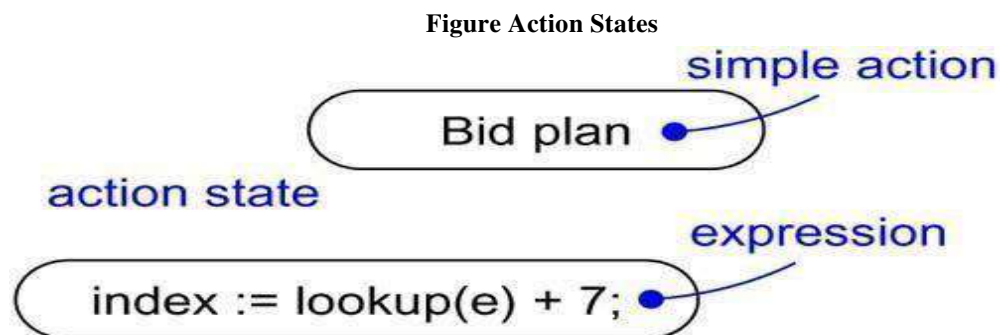 Figure Action States
simple action
Bid plan
action state
expression
index := lookup(e) + 7;